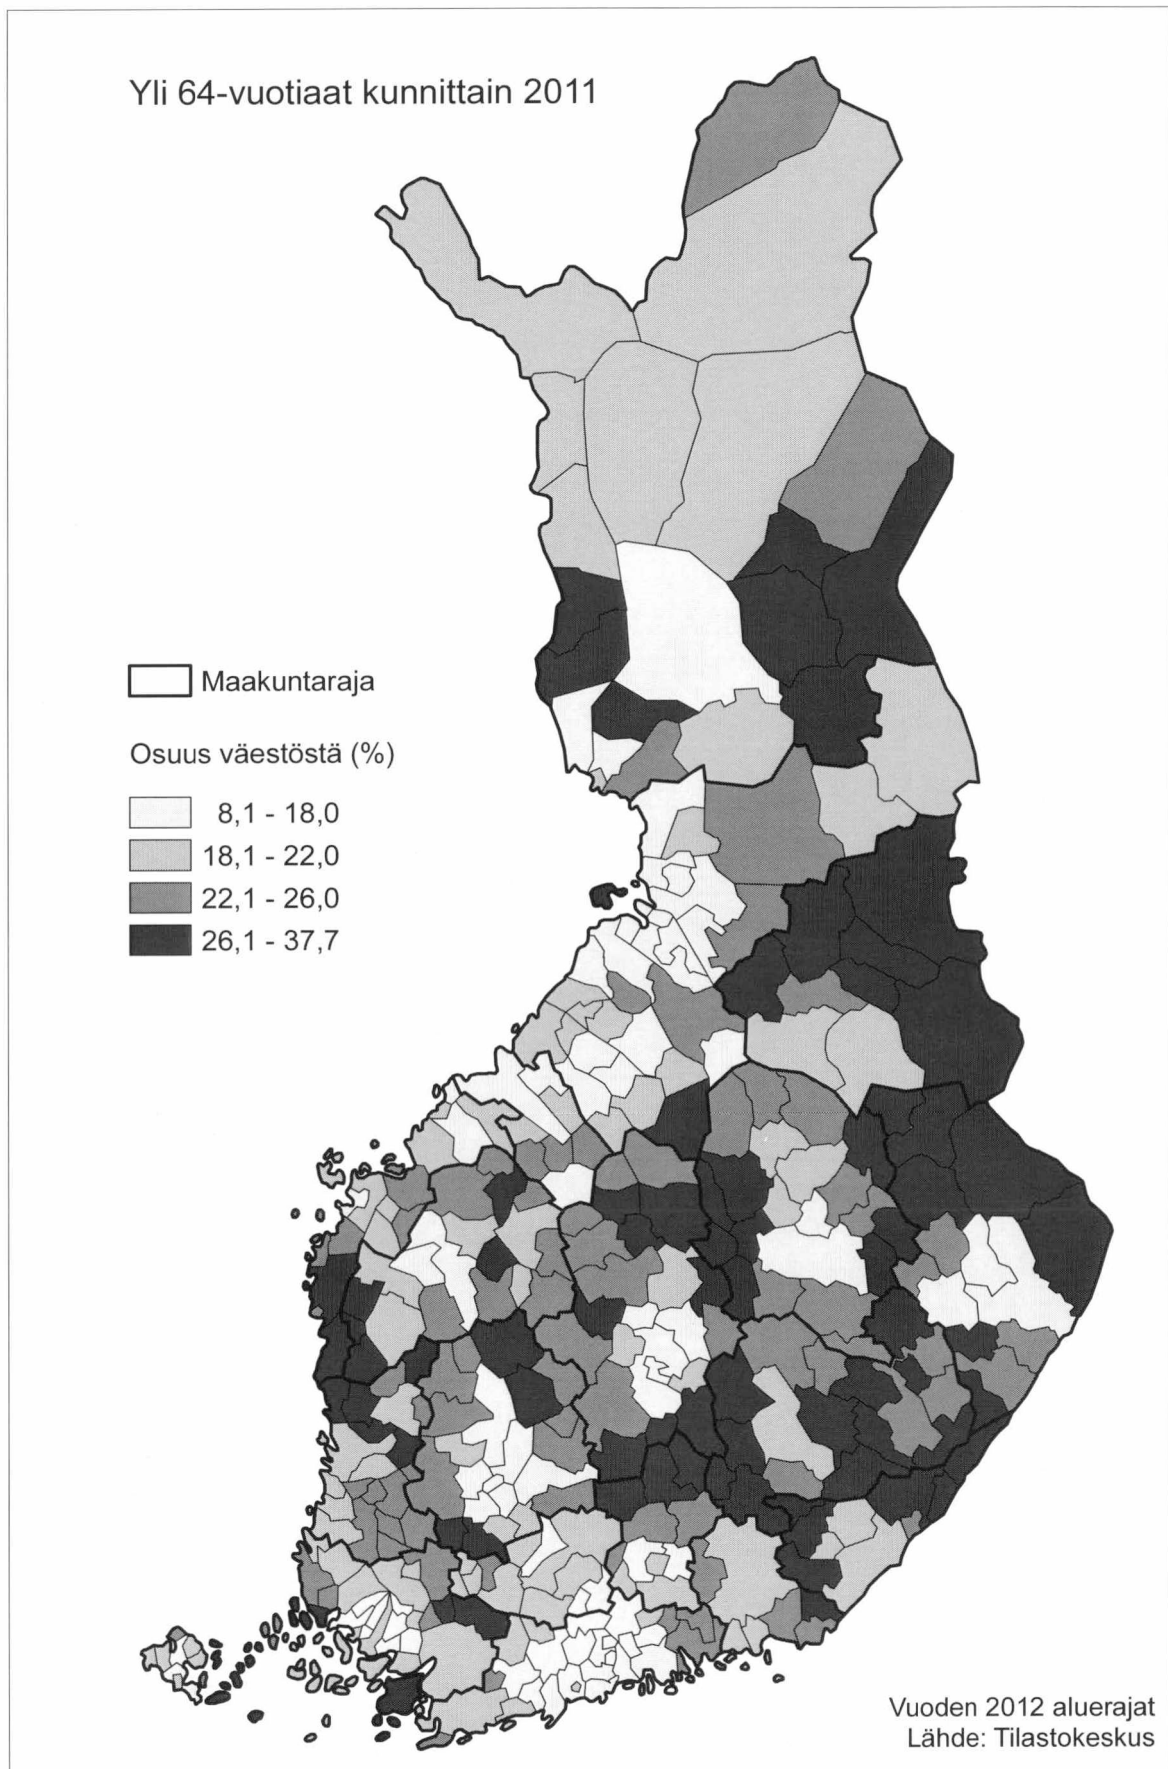 Yli 64-vuotiaat kunnittain 2011
Maakuntaraja
Osuus väestöstä (%)
8,1 - 18,0
18,1 - 22,0
22,1 - 26,0
26,1 - 37,7
Vuoden 2012 aluerajat
Lähde: Tilastokeskus